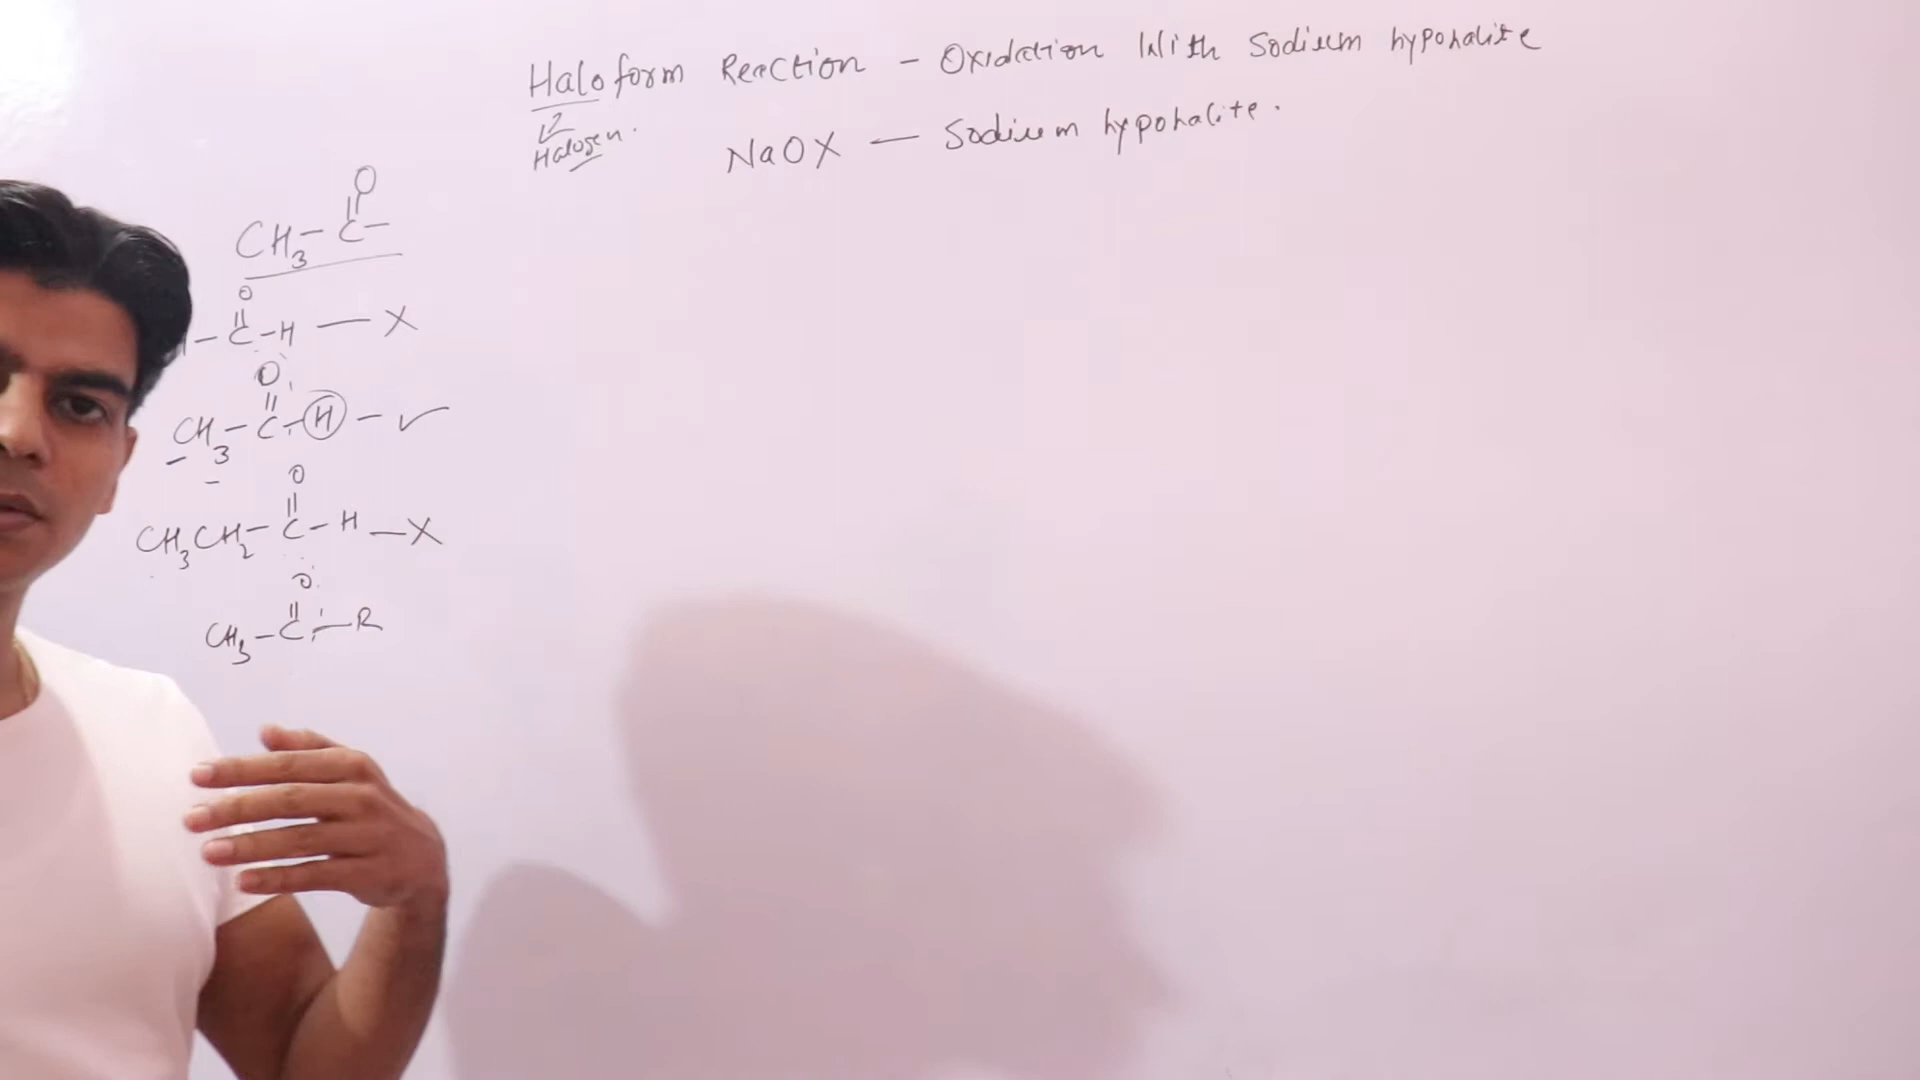 Haloform Reaction – Oxidation With Sodium hypohalite
Halogen.
NaOX — Sodium hypohalite.
O
CH3–C–
O
–C–H — X
O
CH3–C–H – ✓
O
CH3CH2–C–H — X
O
CH3–C–R